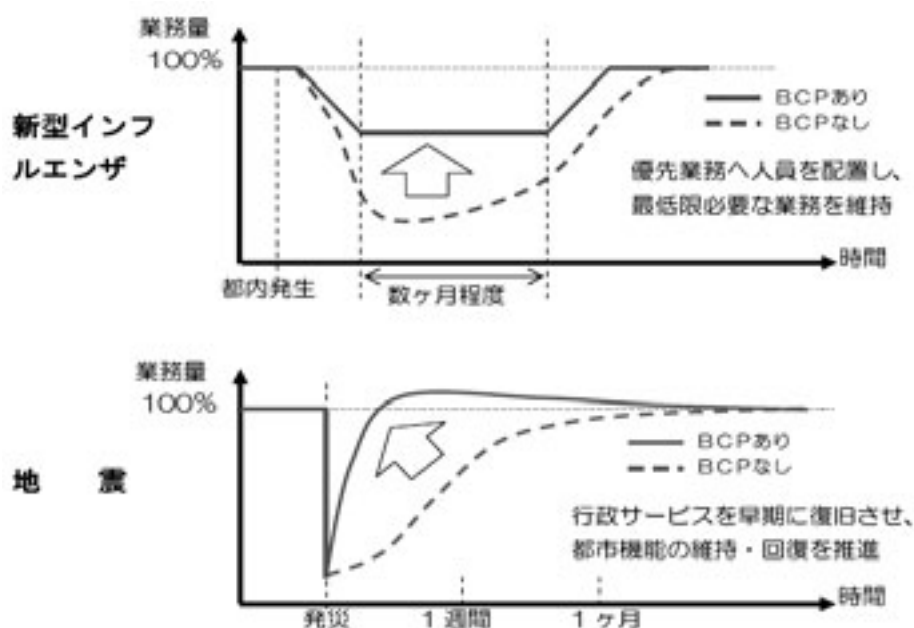 業務量
100%
新型インフ
ルエンザ
BCPあり
BCPなし
優先業務へ人員を配置し、
最低限必要な業務を維持
時間
都内発生
数ヶ月程度
業務量
100%
地 震
BCPあり
BCPなし
行政サービスを早期に復旧させ、
都市機能の維持・回復を推進
時間
発災
1週間
1ヶ月